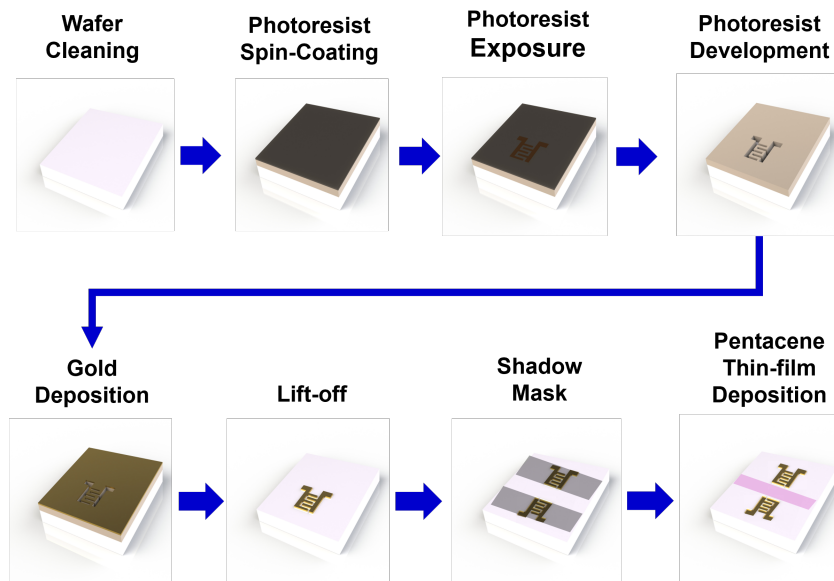 Wafer
Cleaning
Photoresist
Spin-Coating
Photoresist
Exposure
Photoresist
Development
Gold
Deposition
Lift-off
Shadow
Mask
Pentacene
Thin-film
Deposition